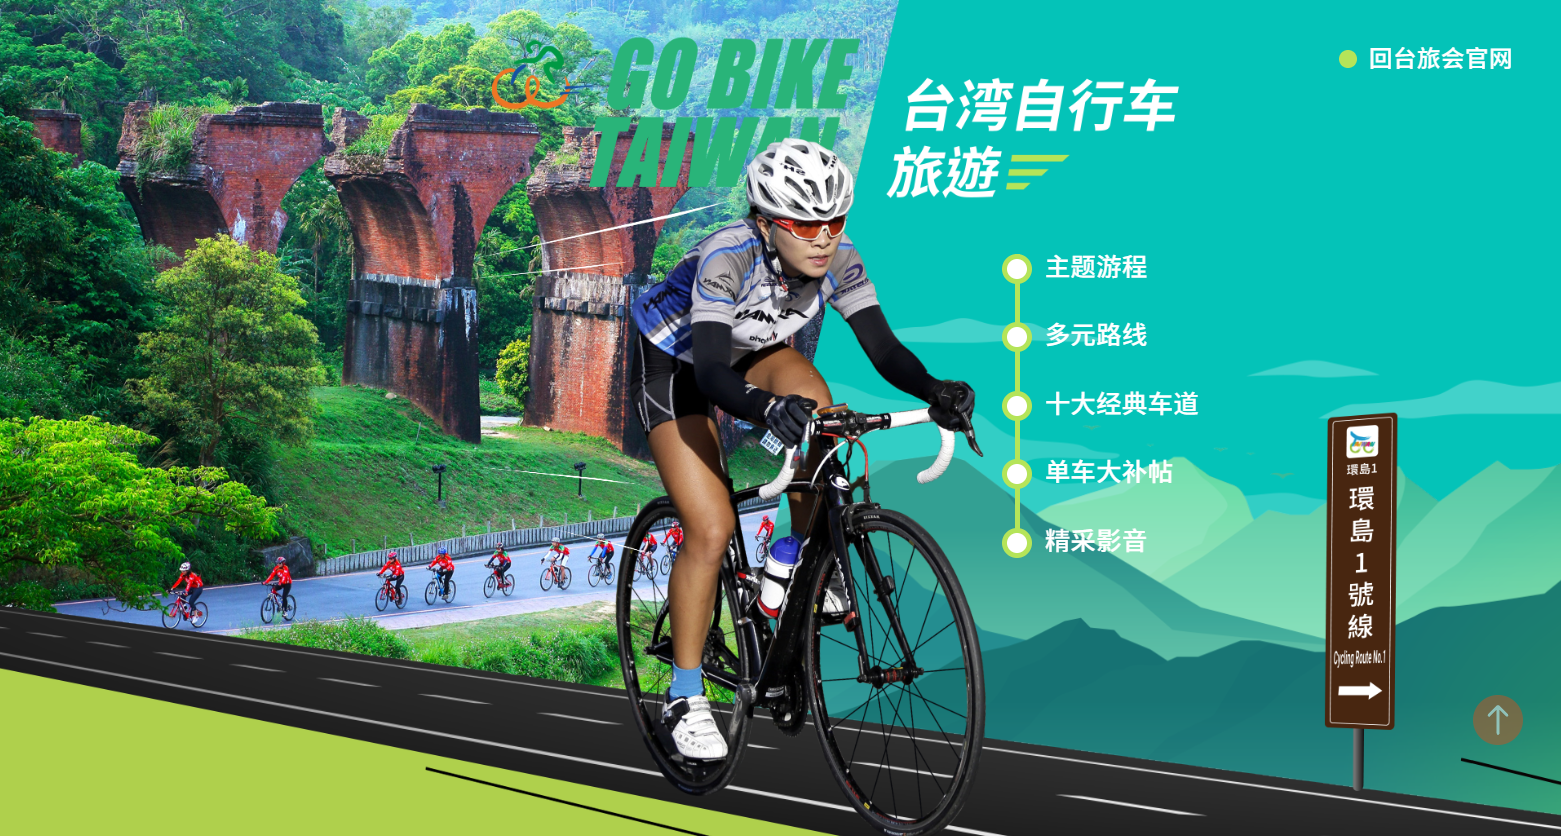 GO BIKE
TAIWAN
回台旅会官网
台湾自行车
旅遊
主题游程
多元路线
十大经典车道
单车大补帖
精采影音
環島1
環島1號線
Cycling Route No.1